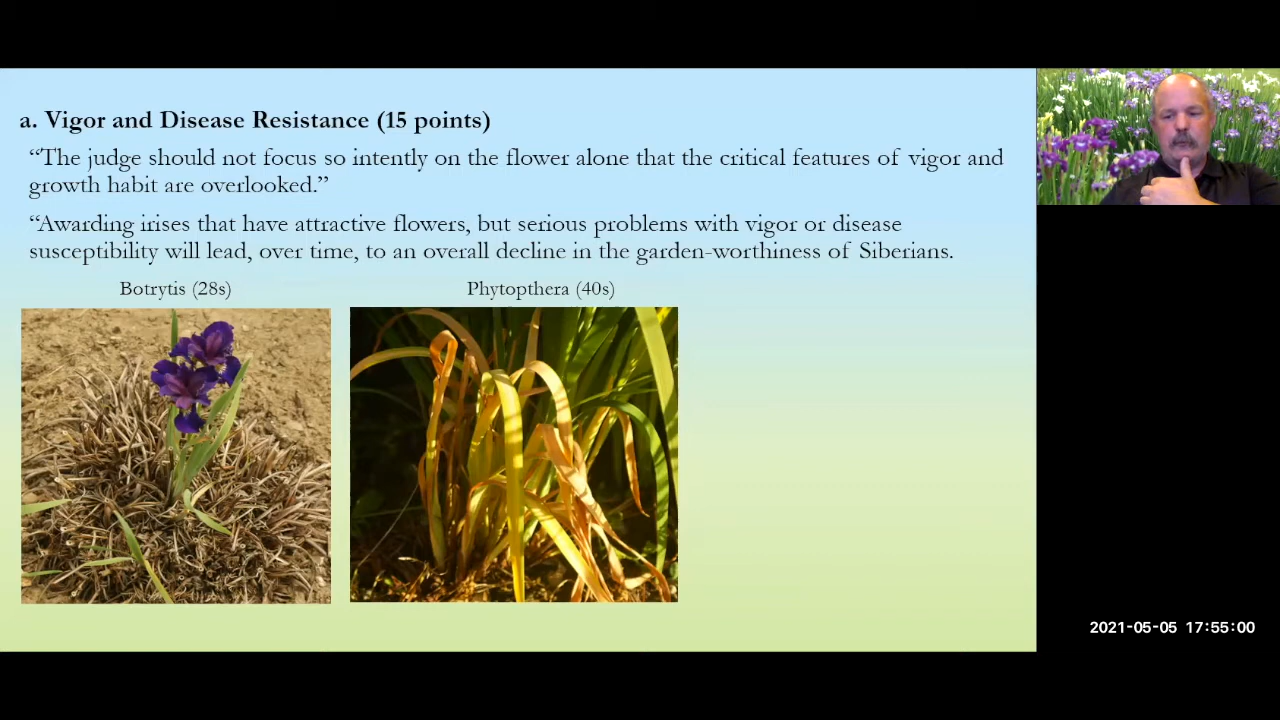 a. Vigor and Disease Resistance (15 points)
“The judge should not focus so intently on the flower alone that the critical features of vigor and
growth habit are overlooked.”
“Awarding irises that have attractive flowers, but serious problems with vigor or disease
susceptibility will lead, over time, to an overall decline in the garden-worthiness of Siberians.
Botrytis (28s)
Phytopthera (40s)
2021-05-05 17:55:00